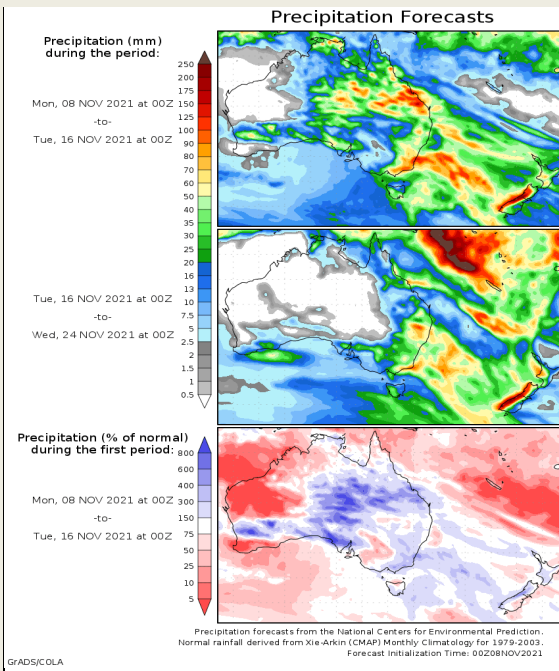 Precipitation Forecasts
Precipitation (mm)
during the period:
250
200
175
150
125
100
90
80
70
60
50
40
35
30
25
20
16
13
10
7.5
5
2.5
2
1.5
1
0.5
Mon, 08 NOV 2021 at 00Z
-to-
Tue, 16 NOV 2021 at 00Z
Tue, 16 NOV 2021 at 00Z
-to-
Wed, 24 NOV 2021 at 00Z
Precipitation (% of normal)
during the first period:
800
600
400
300
150
75
50
25
10
5
Mon, 08 NOV 2021 at 00Z
-to-
Tue, 16 NOV 2021 at 00Z
Precipitation forecasts from the National Centers for Environmental Prediction.
Normal rainfall derived from Xie-Arkin (CMAP) Monthly Climatology for 1979-2003.
Forecast Initialization Time: 00Z08NOV2021
GrADS/COLA